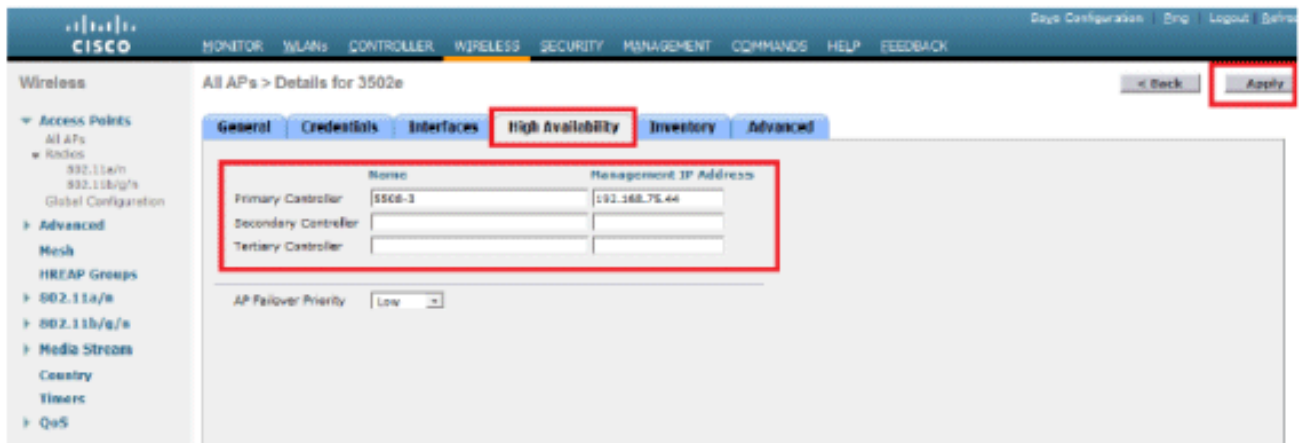 Save Configuration | Ping | Logout | Refres
CISCO
MONITOR WLANs CONTROLLER WIRELESS SECURITY MANAGEMENT COMMANDS HELP FEEDBACK
Wireless
All APs > Details for 3502e
< Back
Apply
Access Points
All APs
Radios
802.11a/n
802.11b/g/n
Global Configuration
Advanced
Mesh
HREAP Groups
802.11a/n
802.11b/g/n
Media Stream
Country
Timers
QoS
General Credentials Interfaces High Availability Inventory Advanced
Name Management IP Address
Primary Controller 5508-3 192.168.75.44
Secondary Controller
Tertiary Controller
AP Failover Priority Low